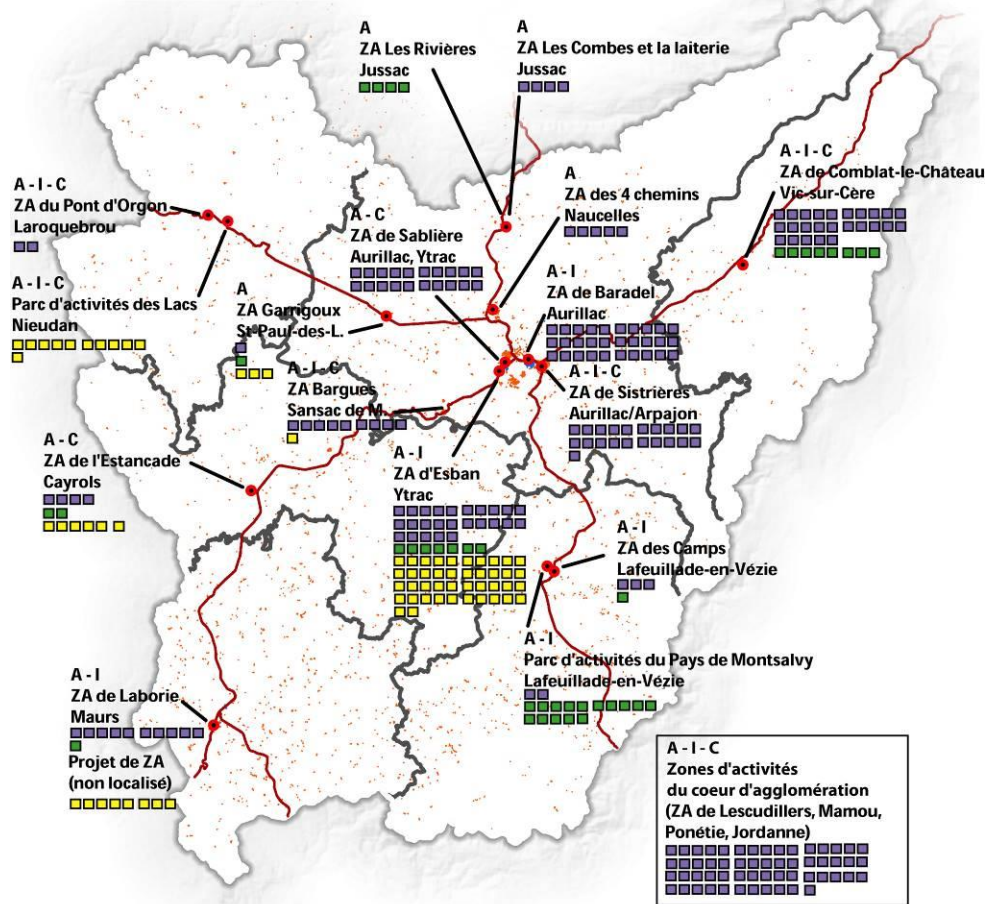 A
ZA Les Rivières
Jussac
A
ZA Les Combes et la laiterie
Jussac
A - I - C
ZA de Comblat-le-Château
Vic-sur-Cère
A
ZA des 4 chemins
Naucelles
A - I - C
ZA du Pont d'Orgon
Laroquebrou
A - C
ZA de Sablière
Aurillac, Ytrac
A - I
ZA de Baradel
Aurillac
A - I - C
Parc d'activités des Lacs
Nieudan
A
ZA Garrigoux
St-Paul-des-L.
A - I - C
ZA Bargues
Sansac de M.
A - I - C
ZA de Sistrières
Aurillac/Arpajon
A - C
ZA de l'Estancade
Cayrols
A - I
ZA d'Esban
Ytrac
A - I
ZA des Camps
Lafeuillade-en-Vézie
A - I
Parc d'activités du Pays de Montsalvy
Lafeuillade-en-Vézie
A - I
ZA de Laborie
Maurs
Projet de ZA
(non localisé)
A - I - C
Zones d'activités
du coeur d'agglomération
(ZA de Lescudillers, Mamou,
Ponétie, Jordanne)